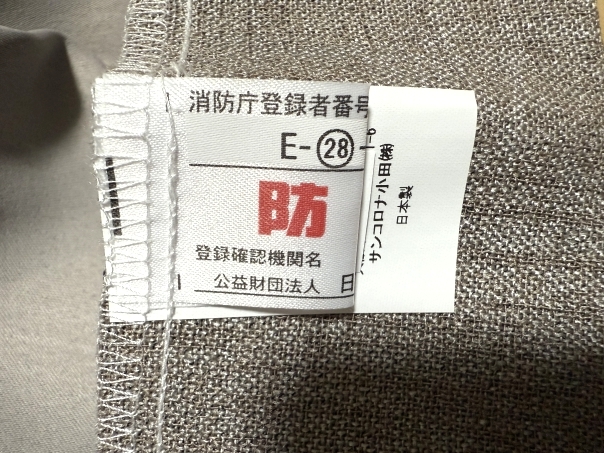 消防庁登録者番号
E-㉘
防
登録確認機関名
公益財団法人 日
サンコロナ小田㈱
日本製